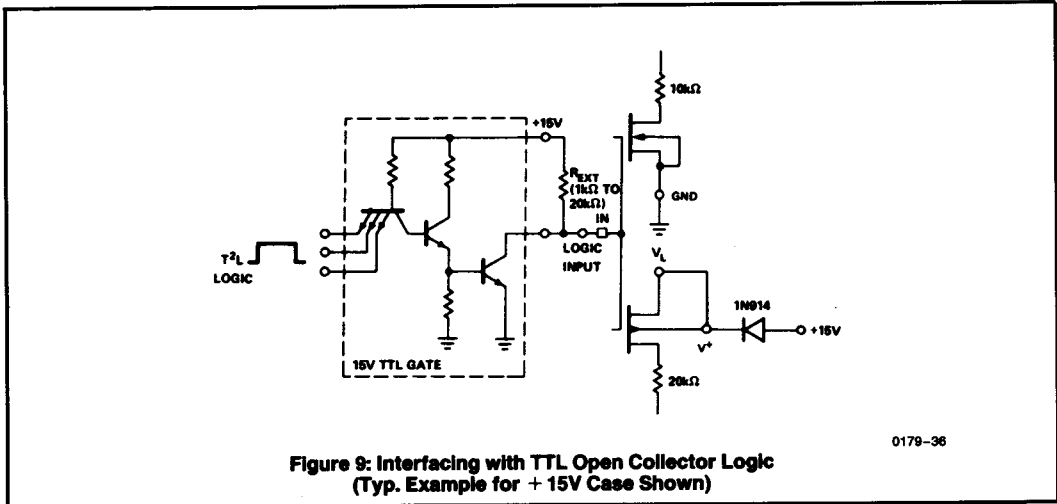 +15V
10kΩ
R_EXT
(1kΩ TO
20kΩ)
IN
GND
T²L
LOGIC
LOGIC
INPUT
V_L
1N914
+15V
V⁺
15V TTL GATE
20kΩ
0179-36
Figure 9: Interfacing with TTL Open Collector Logic
(Typ. Example for + 15V Case Shown)